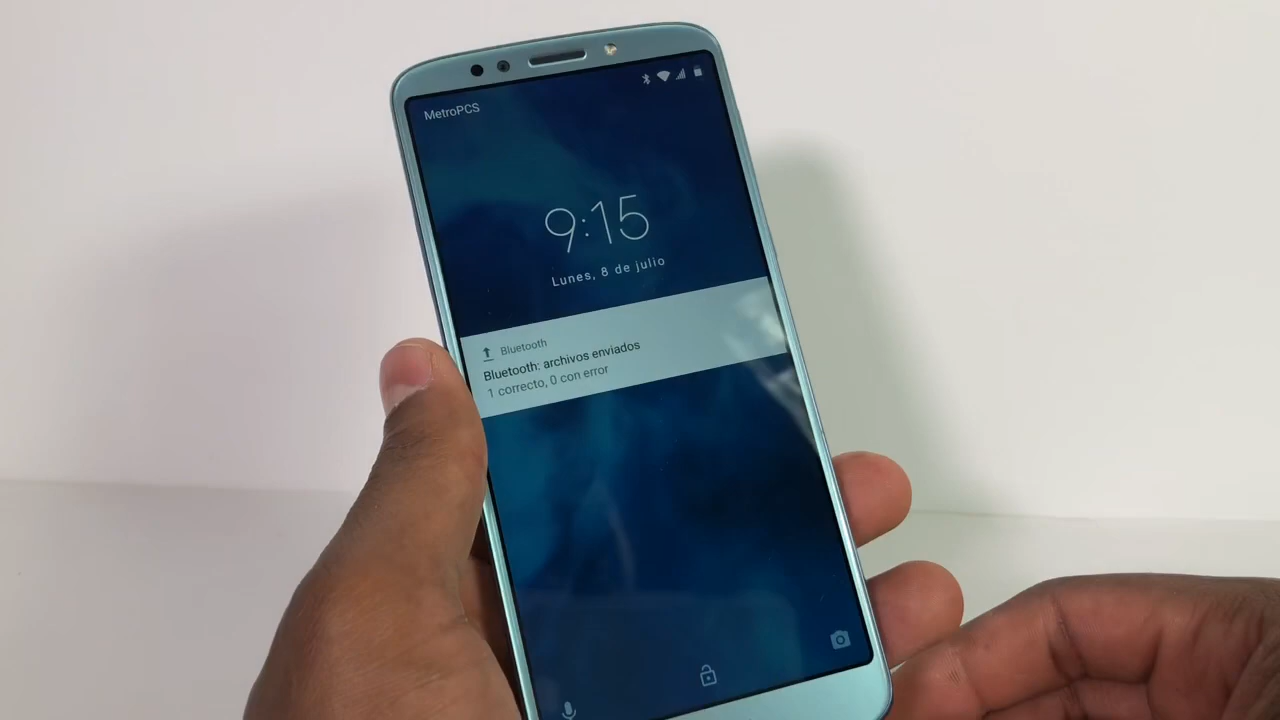 MetroPCS
9:15
Lunes, 8 de julio
Bluetooth
Bluetooth: archivos enviados
1 correcto, 0 con error